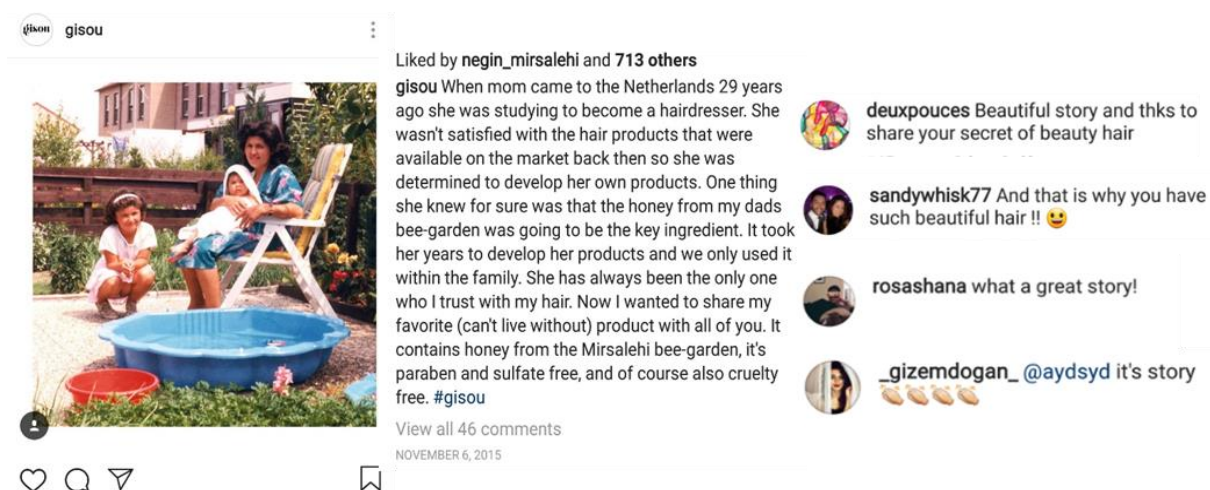 gisou
gisou
Liked by negin_mirsalehi and 713 others
gisou When mom came to the Netherlands 29 years
ago she was studying to become a hairdresser. She
wasn't satisfied with the hair products that were
available on the market back then so she was
determined to develop her own products. One thing
she knew for sure was that the honey from my dads
bee-garden was going to be the key ingredient. It took
her years to develop her products and we only used it
within the family. She has always been the only one
who I trust with my hair. Now I wanted to share my
favorite (can't live without) product with all of you. It
contains honey from the Mirsalehi bee-garden, it's
paraben and sulfate free, and of course also cruelty
free. #gisou
View all 46 comments
NOVEMBER 6, 2015
deuxpouces Beautiful story and thks to
share your secret of beauty hair
sandywhisk77 And that is why you have
such beautiful hair !! 😃
rosashana what a great story!
_gizemdogan_ @aydsyd it's story
👏🏼👏🏼👏🏼👏🏼